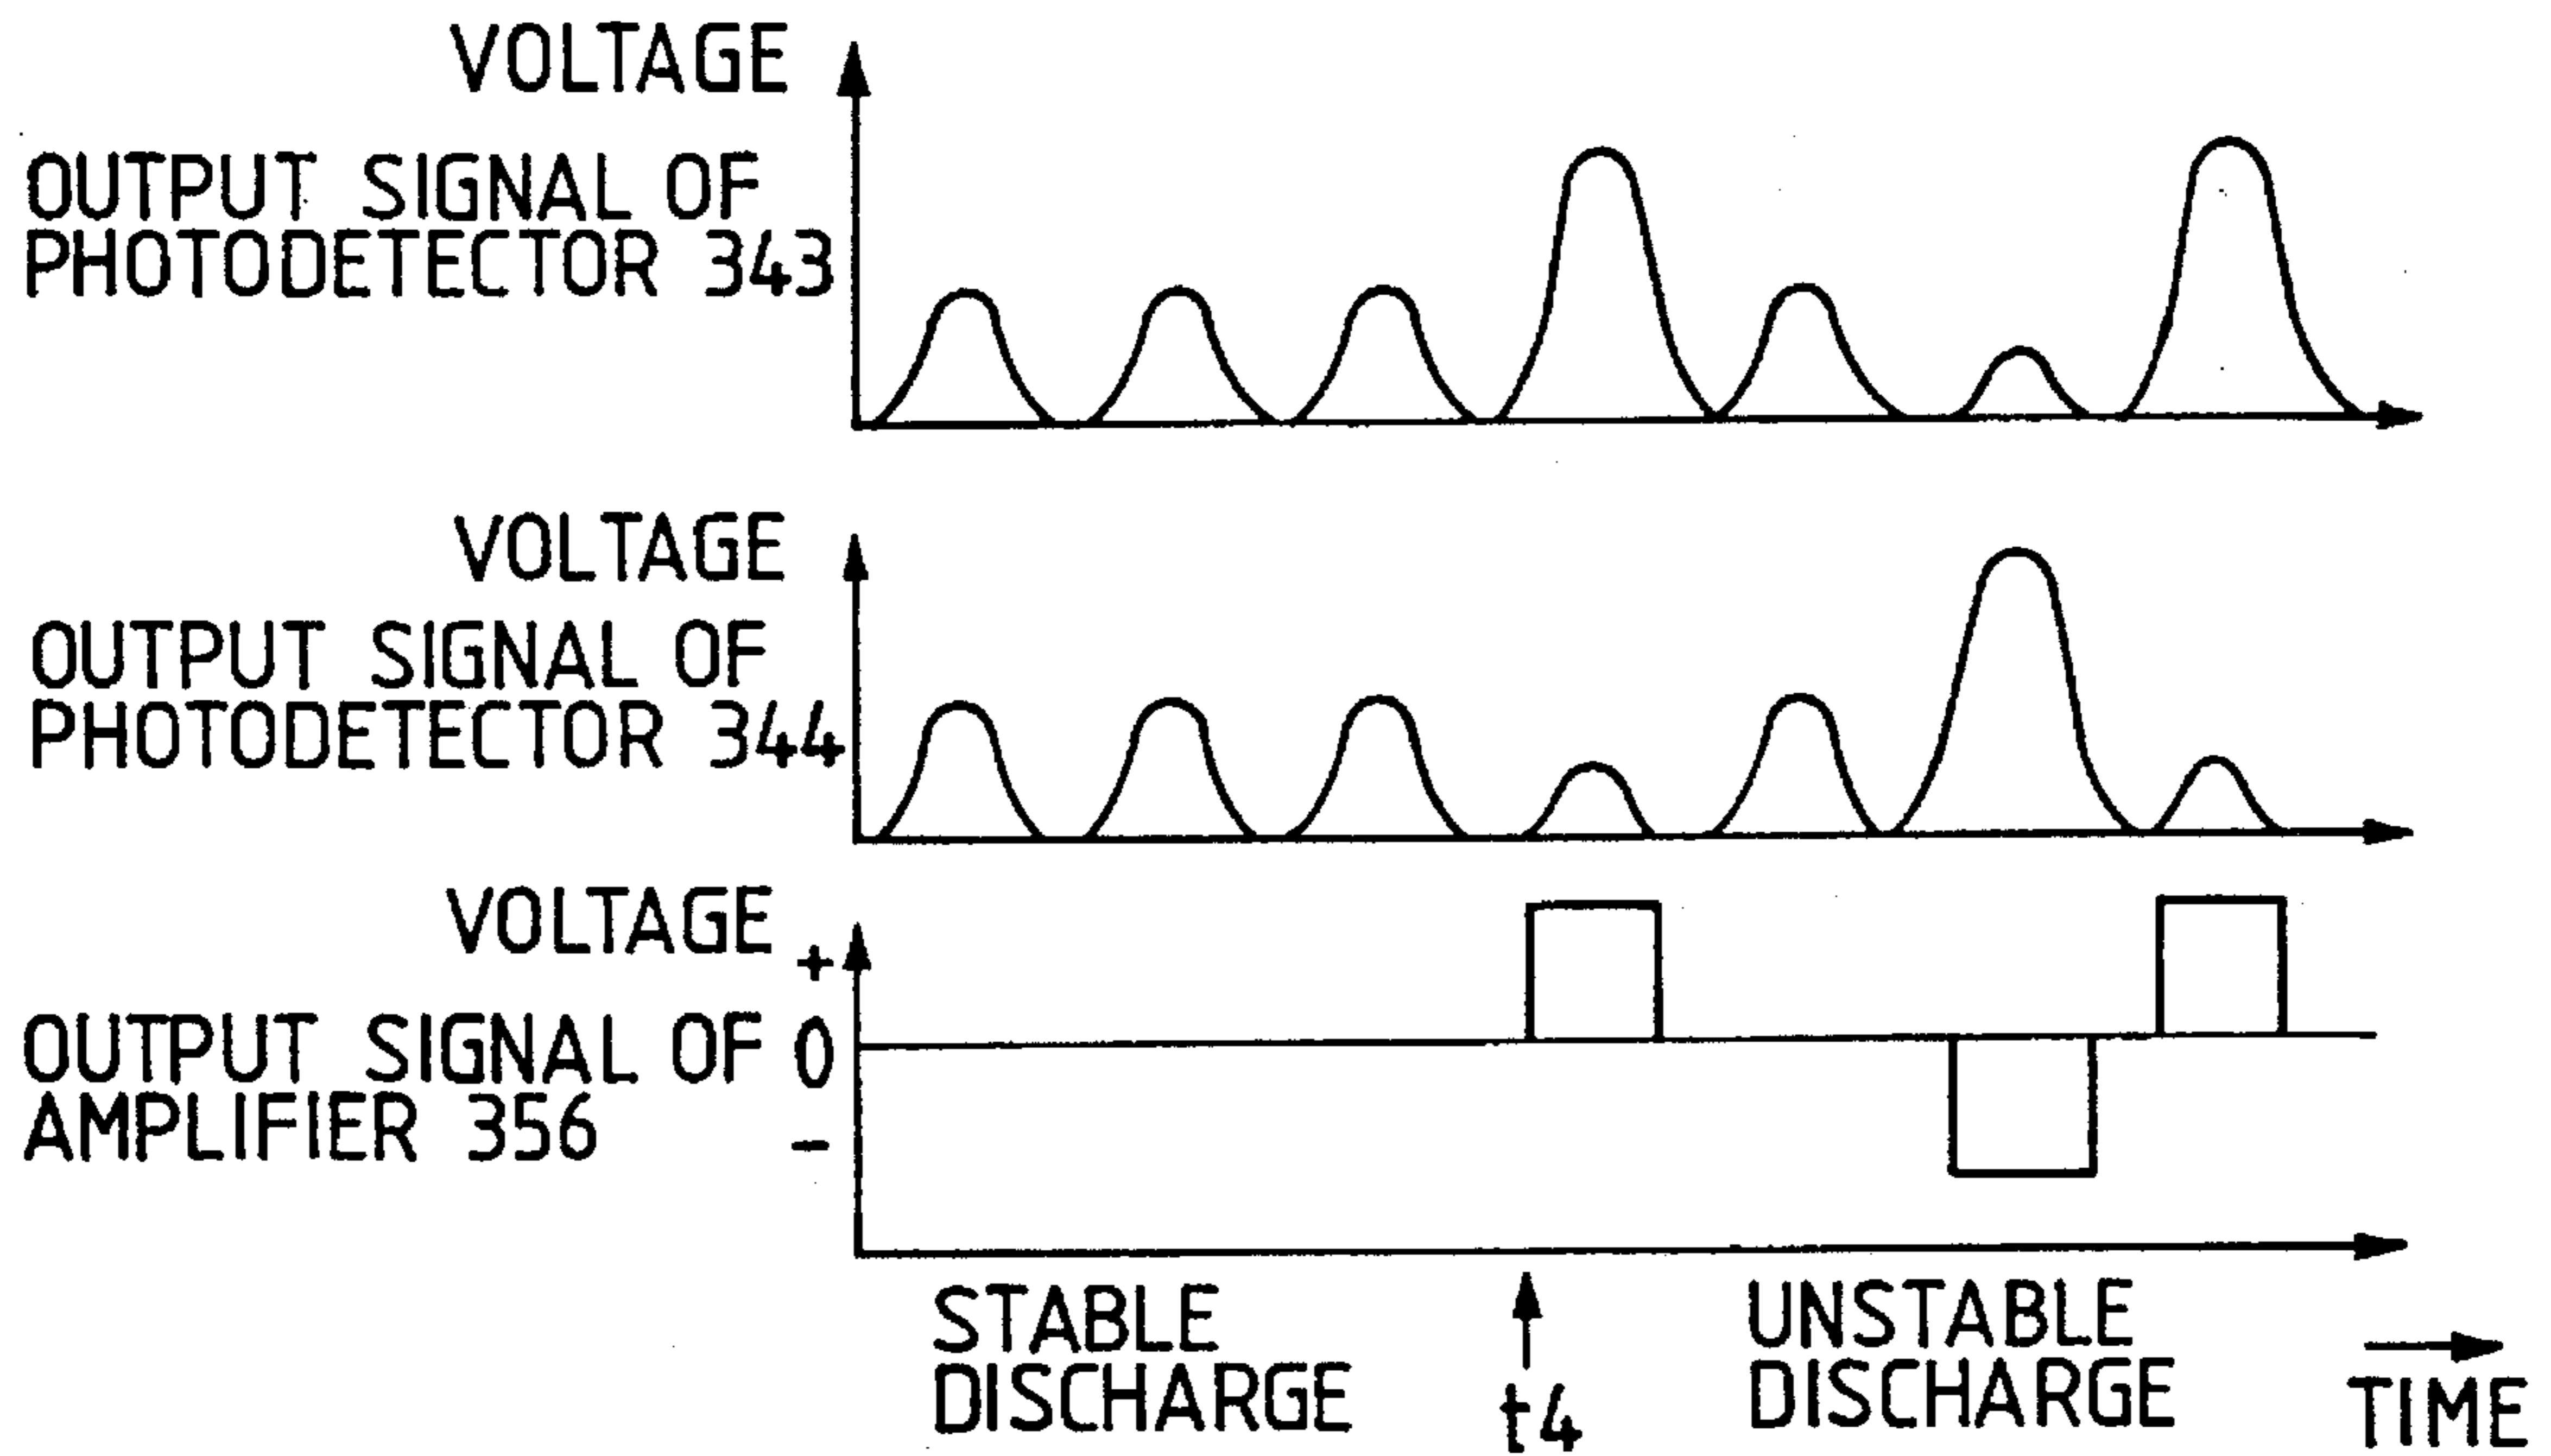 VOLTAGE
OUTPUT SIGNAL OF
PHOTODETECTOR 343
VOLTAGE
OUTPUT SIGNAL OF
PHOTODETECTOR 344
VOLTAGE
+
OUTPUT SIGNAL OF 0
AMPLIFIER 356
-
STABLE
DISCHARGE
t4
UNSTABLE
DISCHARGE
TIME